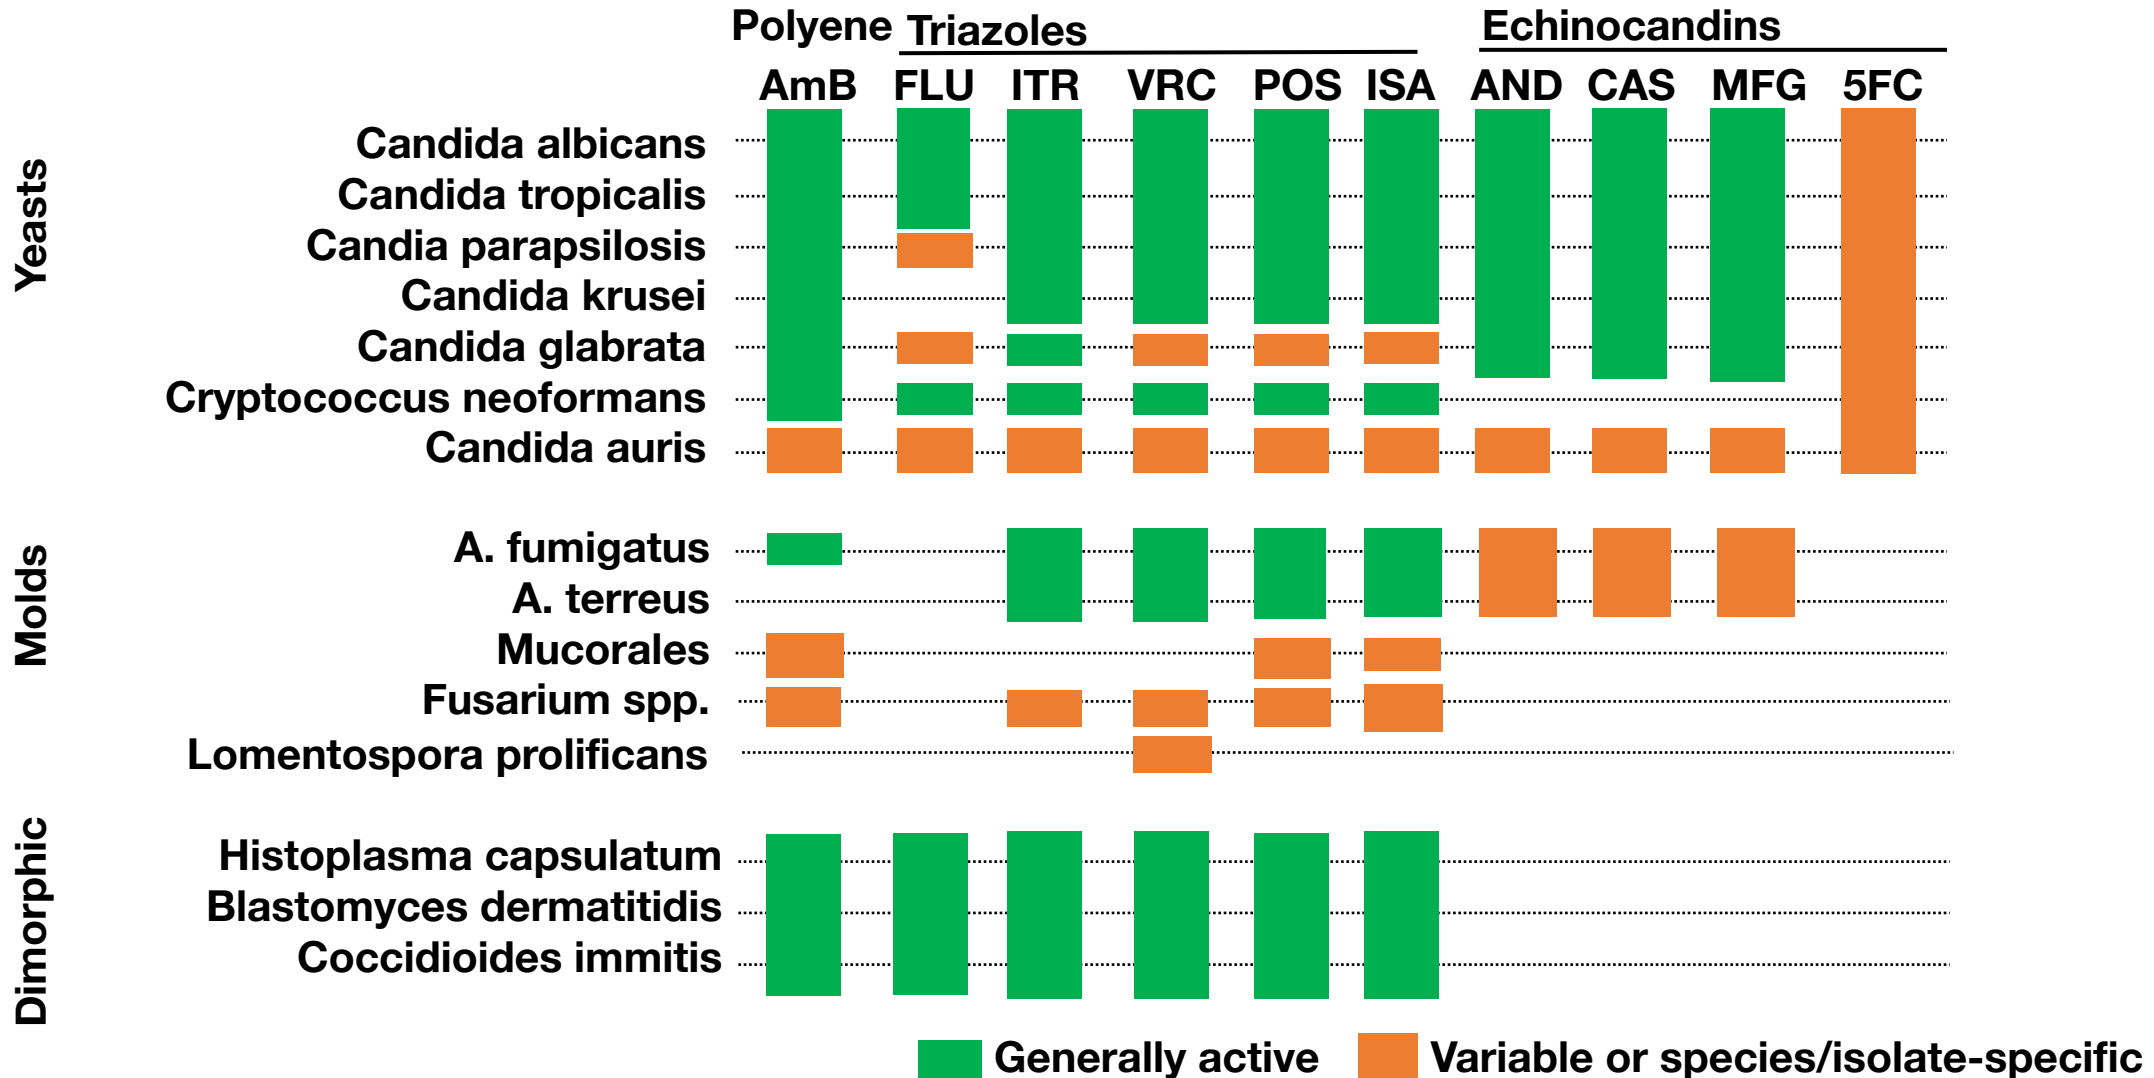 Polyene Triazoles Echinocandins
AmB FLU ITR VRC POS ISA AND CAS MFG 5FC
Yeasts
Candida albicans
Candida tropicalis
Candia parapsilosis
Candida krusei
Candida glabrata
Cryptococcus neoformans
Candida auris
Molds
A. fumigatus
A. terreus
Mucorales
Fusarium spp.
Lomentospora prolificans
Dimorphic
Histoplasma capsulatum
Blastomyces dermatitidis
Coccidioides immitis
Generally active Variable or species/isolate-specific